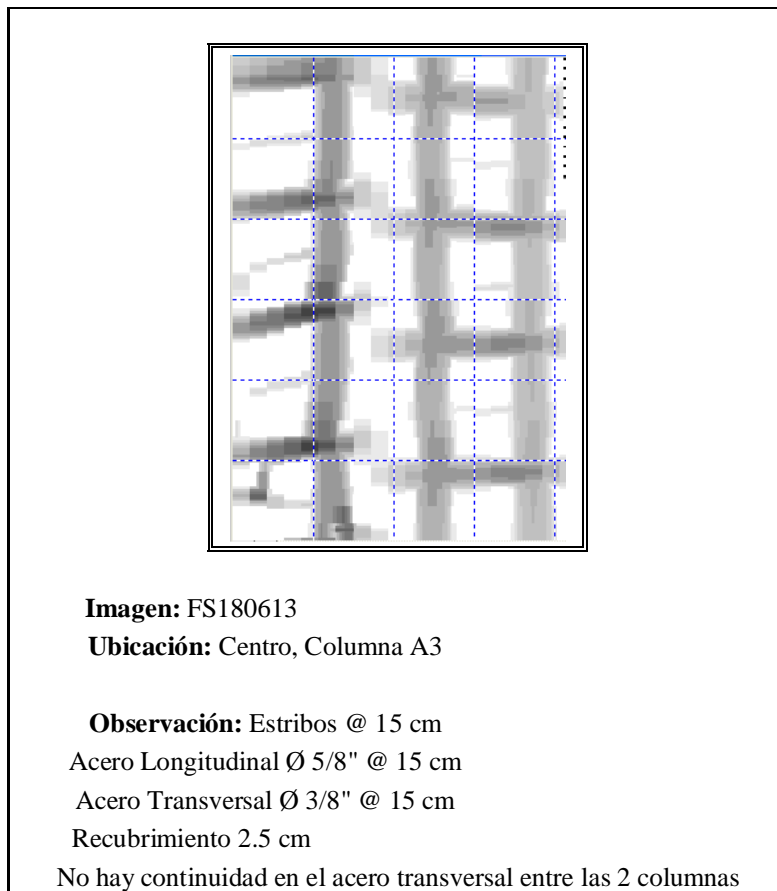 Imagen: FS180613
Ubicación: Centro, Columna A3
Observación: Estribos @ 15 cm
Acero Longitudinal Ø 5/8" @ 15 cm
Acero Transversal Ø 3/8" @ 15 cm
Recubrimiento 2.5 cm
No hay continuidad en el acero transversal entre las 2 columnas